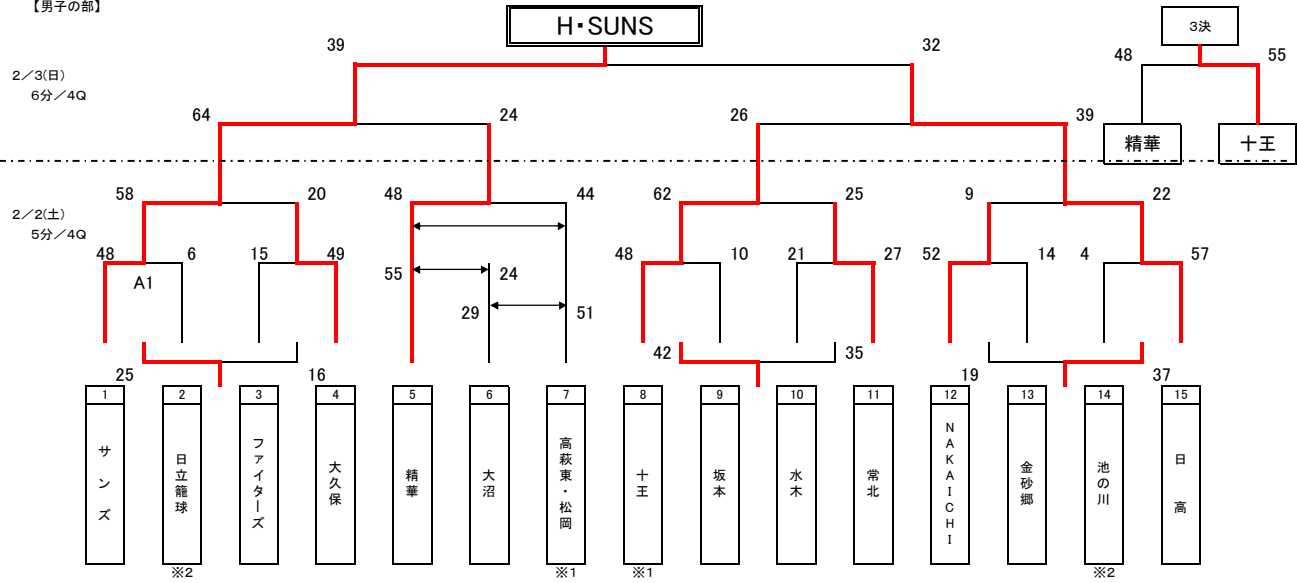 【男子の部】
H・SUNS
3決
39
32
48
55
2／3(日)
6分／4Q
64
24
26
39
精華
十王
58
20
48
44
62
25
9
22
2／2(土)
5分／4Q
48
6
15
49
48
10
21
27
52
14
4
57
A1
55
24
29
51
42
35
25
16
19
37
1
2
3
4
5
6
7
8
9
10
11
12
13
14
15
サンズ
日立籠球
ファイターズ
大久保
精華
大沼
高萩東・松岡
十王
坂本
水木
常北
NAKAICHI
金砂郷
池の川
日高
※2
※1
※1
※2